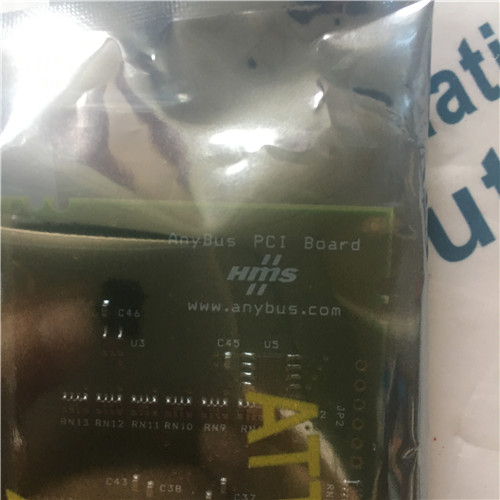 ati
ut
AnyBus PCI Board
HMS
www.anybus.com
C46
U3
C45
U5
RN13 RN12 RN11 RN10 RN9
JP2
ATT
C43
C38
C37